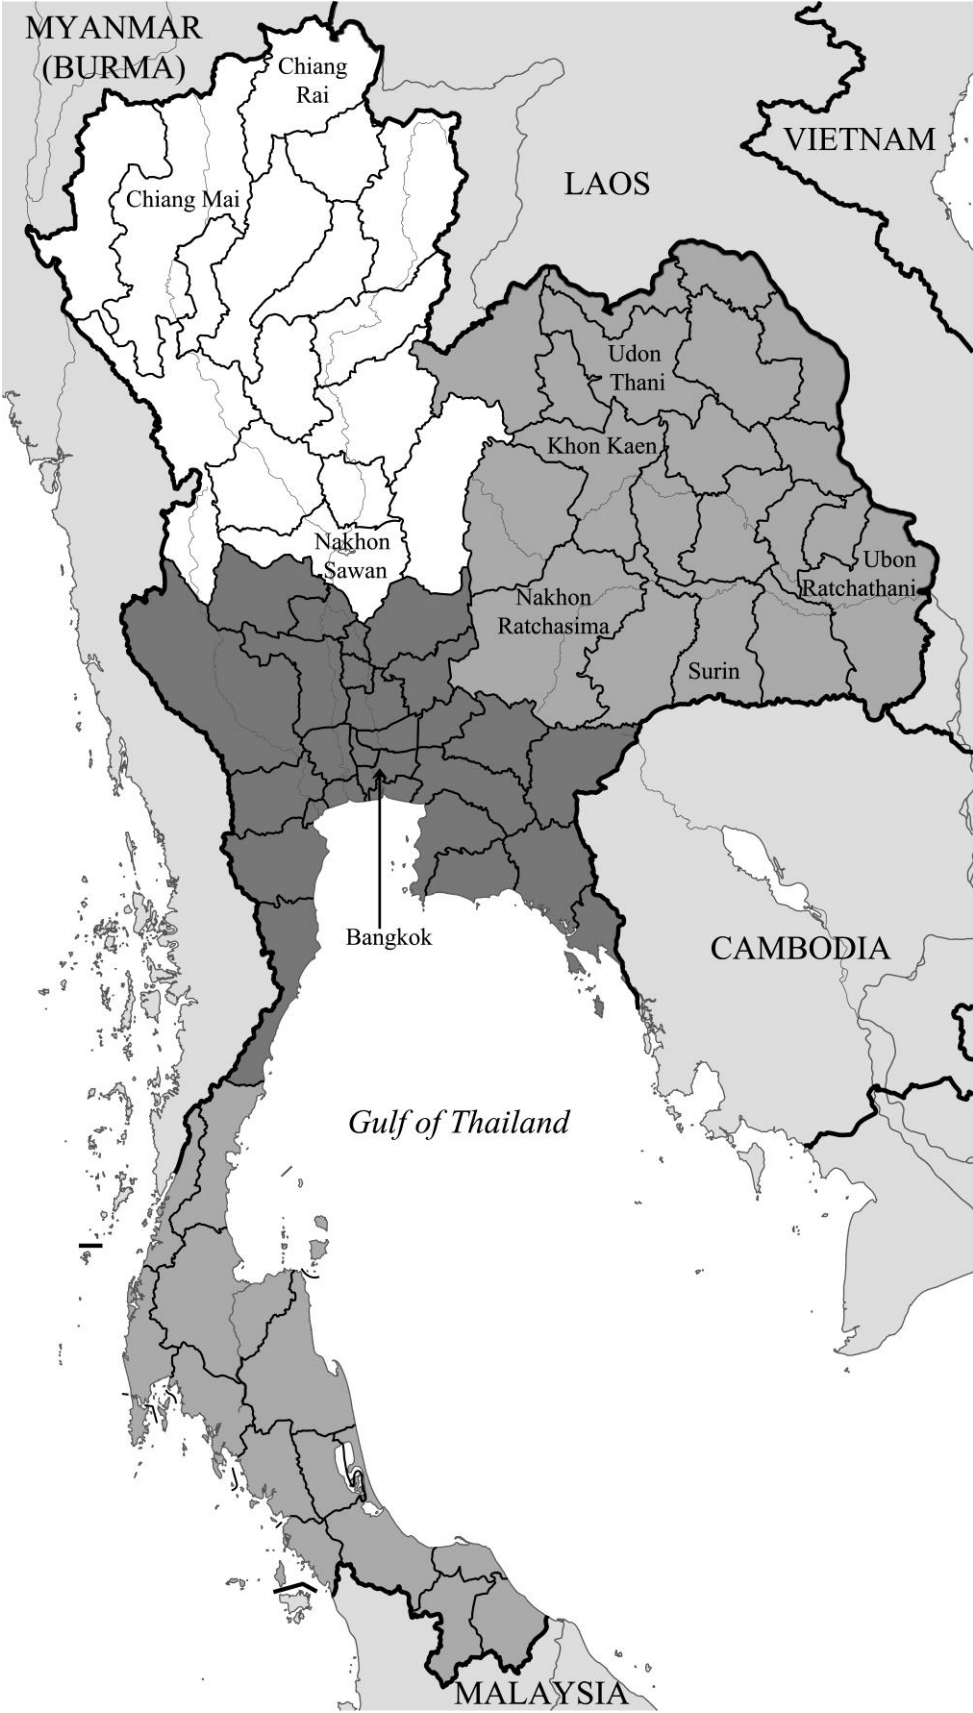 MYANMAR
(BURMA)
Chiang
Rai
VIETNAM
LAOS
Chiang Mai
Udon
Thani
Khon Kaen
Nakhon
Sawan
Ubon
Ratchathani
Nakhon
Ratchasima
Surin
Bangkok
CAMBODIA
Gulf of Thailand
MALAYSIA